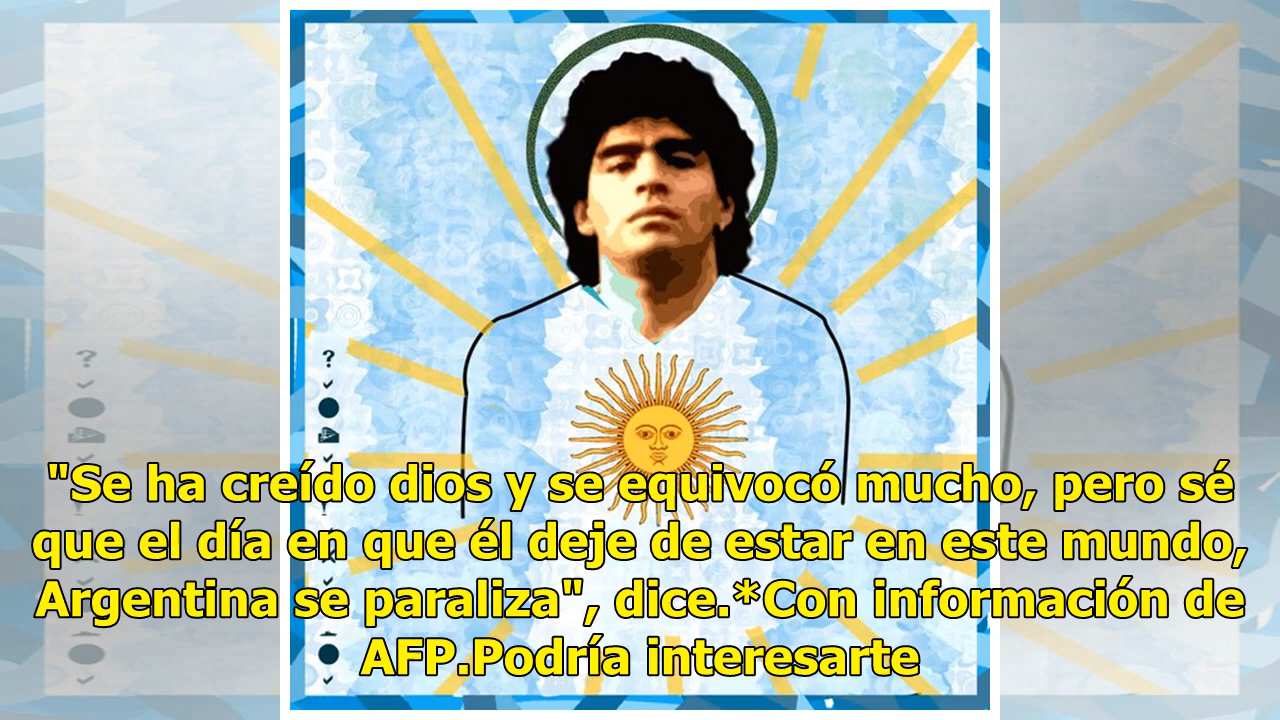 ?
"Se ha creído dios y se equivocó mucho, pero sé
que el día en que él deje de estar en este mundo,
Argentina se paraliza", dice.*Con información de
AFP.Podría interesarte